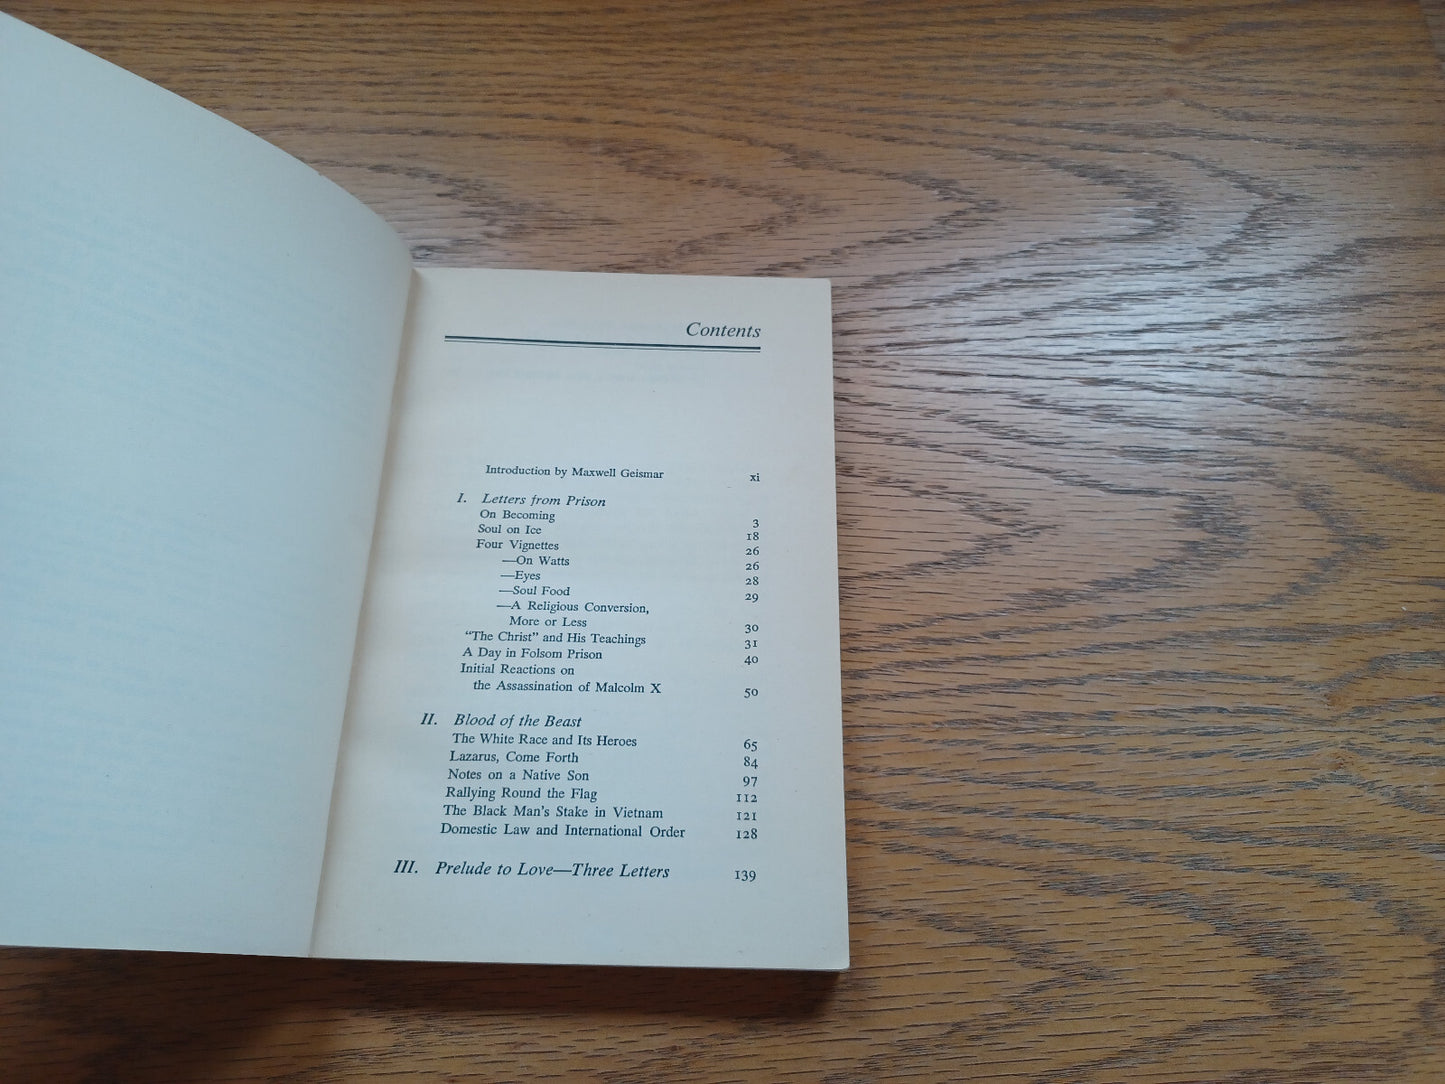 Contents
Introduction by Maxwell Geismar xi
I. Letters from Prison
On Becoming 3
Soul on Ice 18
Four Vignettes 26
—On Watts 26
—Eyes 28
—Soul Food 29
—A Religious Conversion,
More or Less 30
"The Christ" and His Teachings 31
A Day in Folsom Prison 40
Initial Reactions on
the Assassination of Malcolm X 50
II. Blood of the Beast
The White Race and Its Heroes 65
Lazarus, Come Forth 84
Notes on a Native Son 97
Rallying Round the Flag 112
The Black Man's Stake in Vietnam 121
Domestic Law and International Order 128
III. Prelude to Love—Three Letters 139